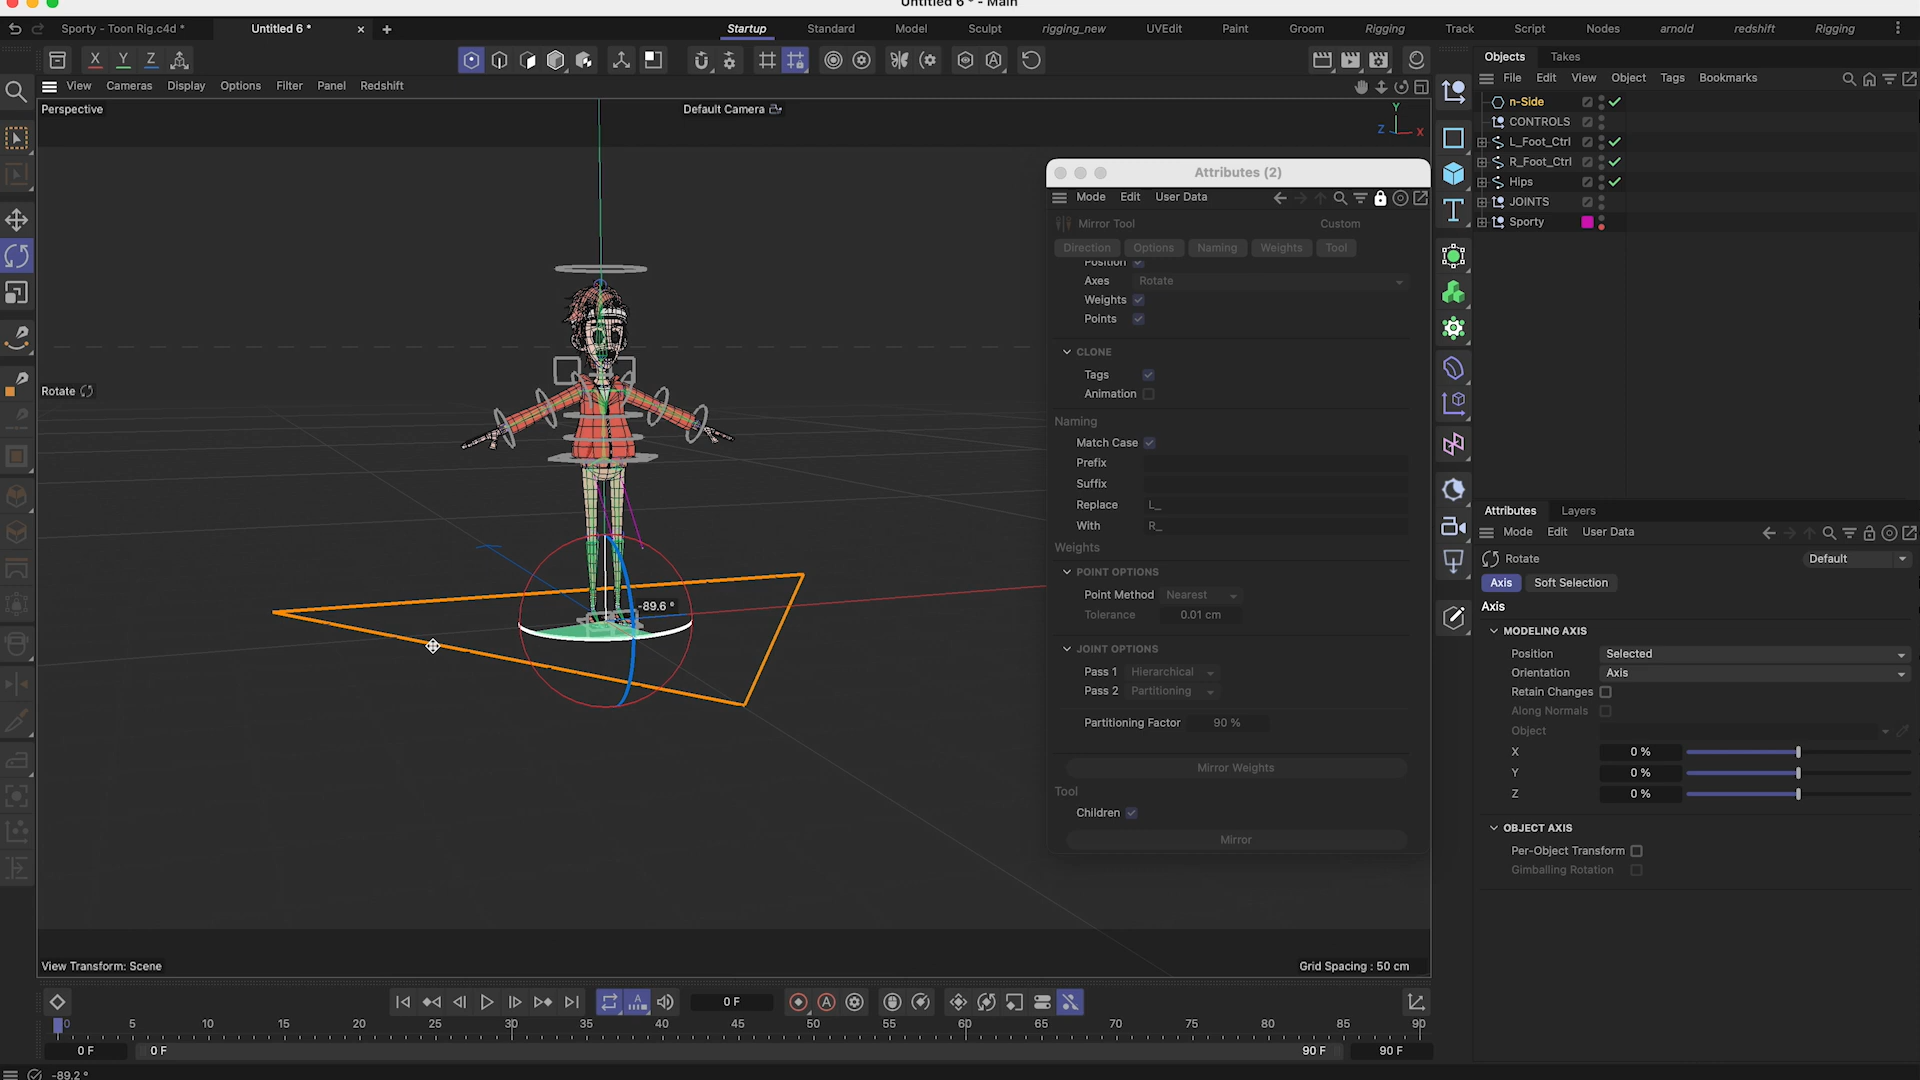 Untitled 6 * - Main
Sporty - Toon Rig.c4d *
Untitled 6 *
Startup
Standard
Model
Sculpt
rigging_new
UVEdit
Paint
Groom
Rigging
Track
Script
Nodes
arnold
redshift
Rigging
X
Y
Z
Objects
Takes
View
Cameras
Display
Options
Filter
Panel
Redshift
File
Edit
View
Object
Tags
Bookmarks
Perspective
Default Camera
Y
Z
X
n-Side
CONTROLS
L_Foot_Ctrl
R_Foot_Ctrl
Hips
JOINTS
Sporty
Attributes (2)
Mode
Edit
User Data
Mirror Tool
Custom
Direction
Options
Naming
Weights
Tool
Position
Axes
Rotate
Weights
Points
CLONE
Tags
Animation
Naming
Match Case
Prefix
Suffix
Replace
L_
With
R_
Weights
POINT OPTIONS
Point Method
Nearest
Tolerance
0.01 cm
JOINT OPTIONS
Pass 1
Hierarchical
Pass 2
Partitioning
Partitioning Factor
90 %
Mirror Weights
Tool
Children
Mirror
Rotate
-89.6 °
View Transform: Scene
Grid Spacing : 50 cm
Attributes
Layers
Mode
Edit
User Data
Rotate
Default
Axis
Soft Selection
Axis
MODELING AXIS
Position
Selected
Orientation
Axis
Retain Changes
Along Normals
Object
X
0 %
Y
0 %
Z
0 %
OBJECT AXIS
Per-Object Transform
Gimballing Rotation
0 F
0
5
10
15
20
25
30
35
40
45
50
55
60
65
70
75
80
85
90
0 F
0 F
90 F
90 F
-89.2 °